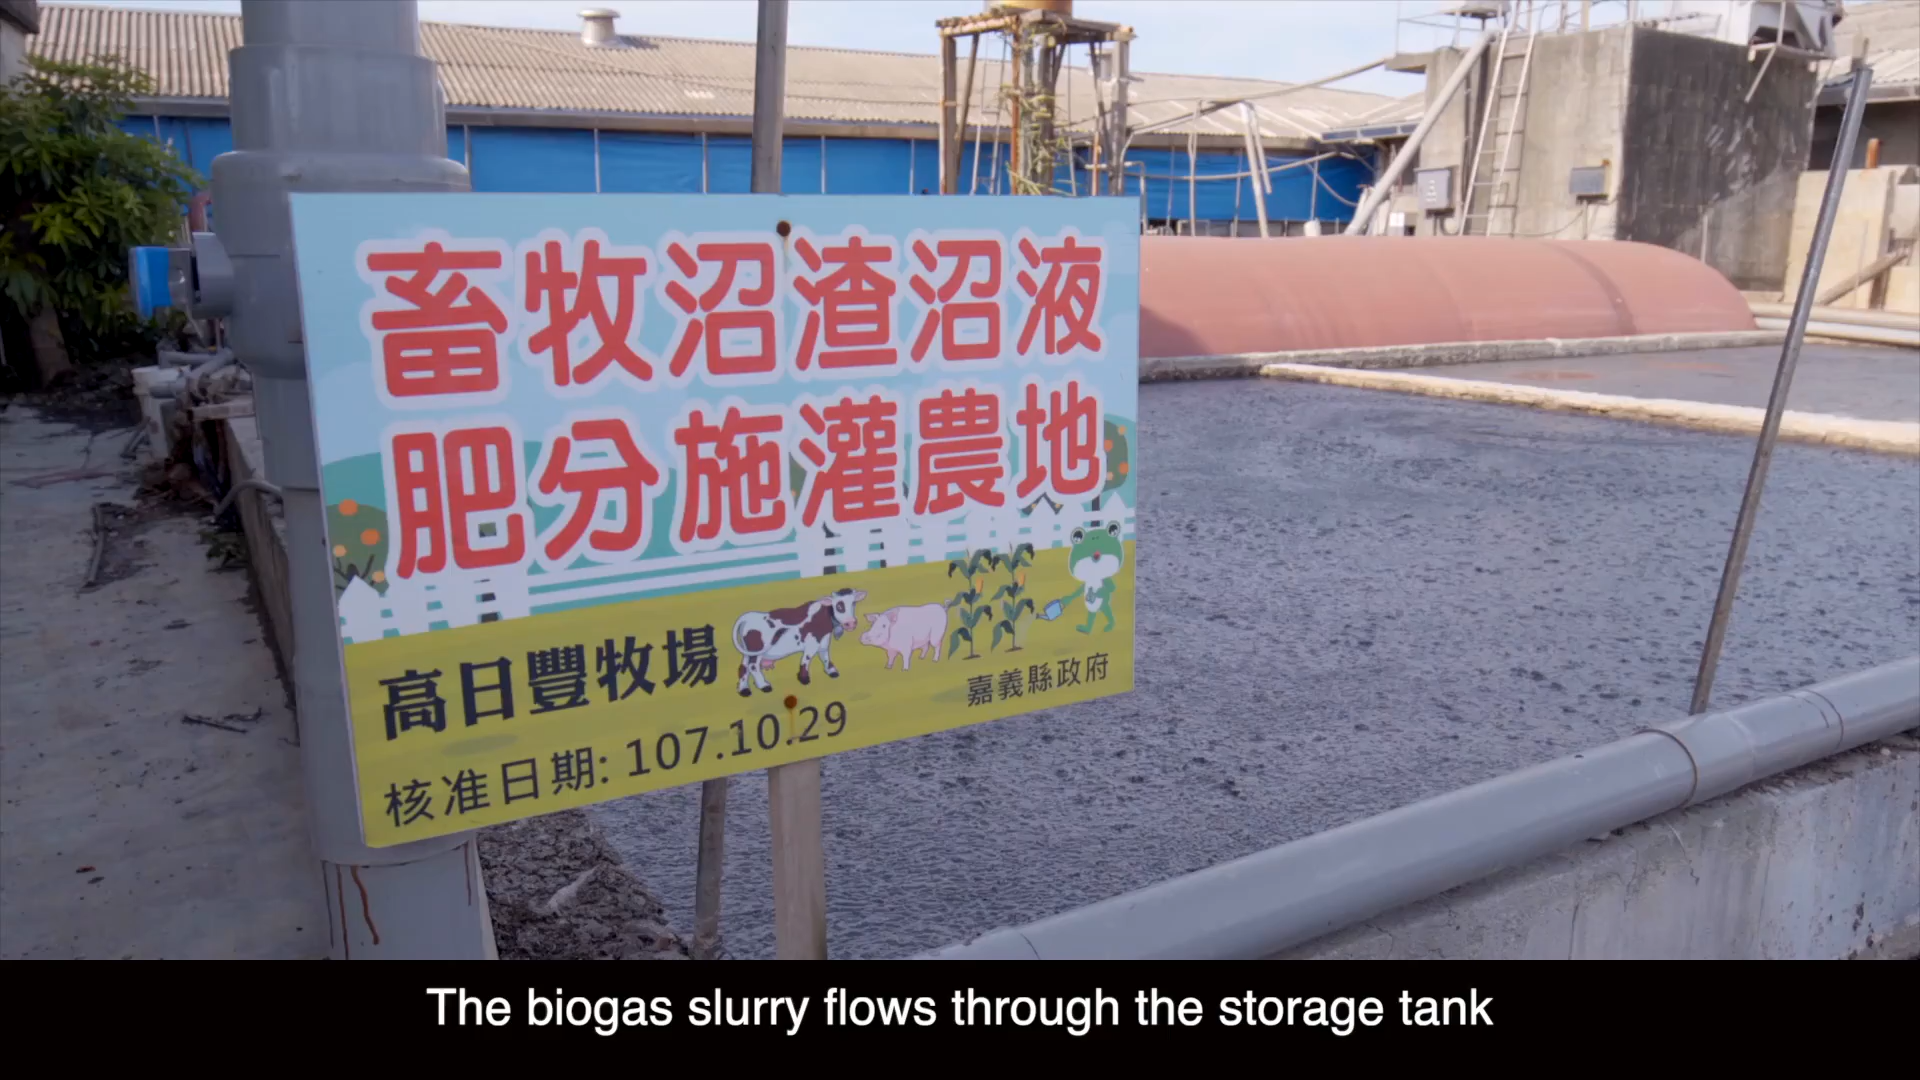 畜牧沼渣沼液
肥分施灌農地
高日豐牧場
嘉義縣政府
核准日期: 107.10.29
The biogas slurry flows through the storage tank